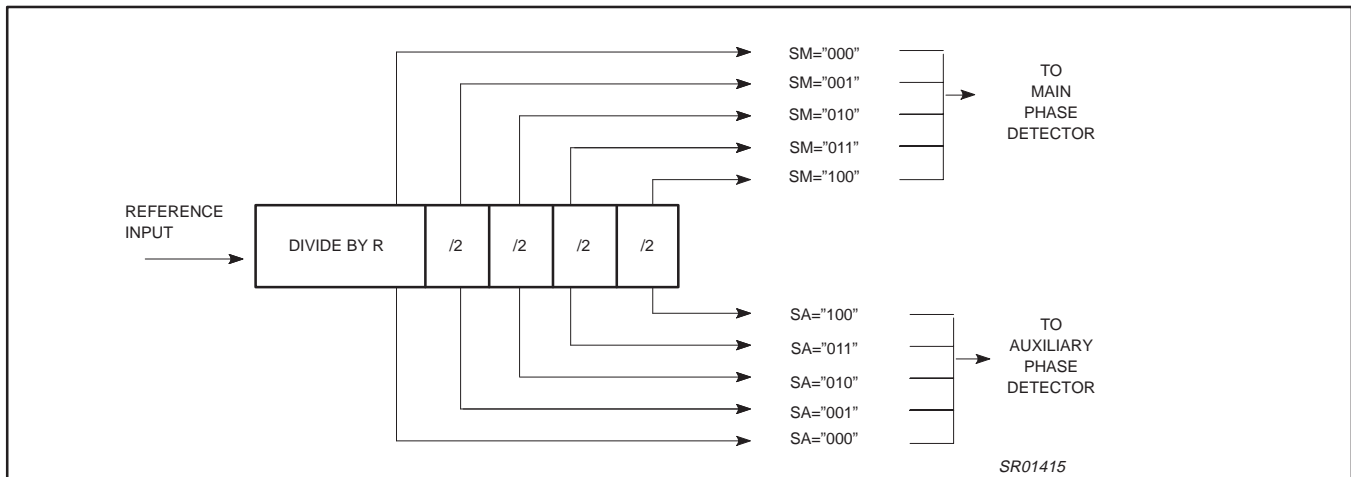 SM="000"
SM="001"
SM="010"
SM="011"
SM="100"
TO
MAIN
PHASE
DETECTOR
REFERENCE
INPUT
DIVIDE BY R
/2
/2
/2
/2
SA="100"
SA="011"
SA="010"
SA="001"
SA="000"
TO
AUXILIARY
PHASE
DETECTOR
SR01415